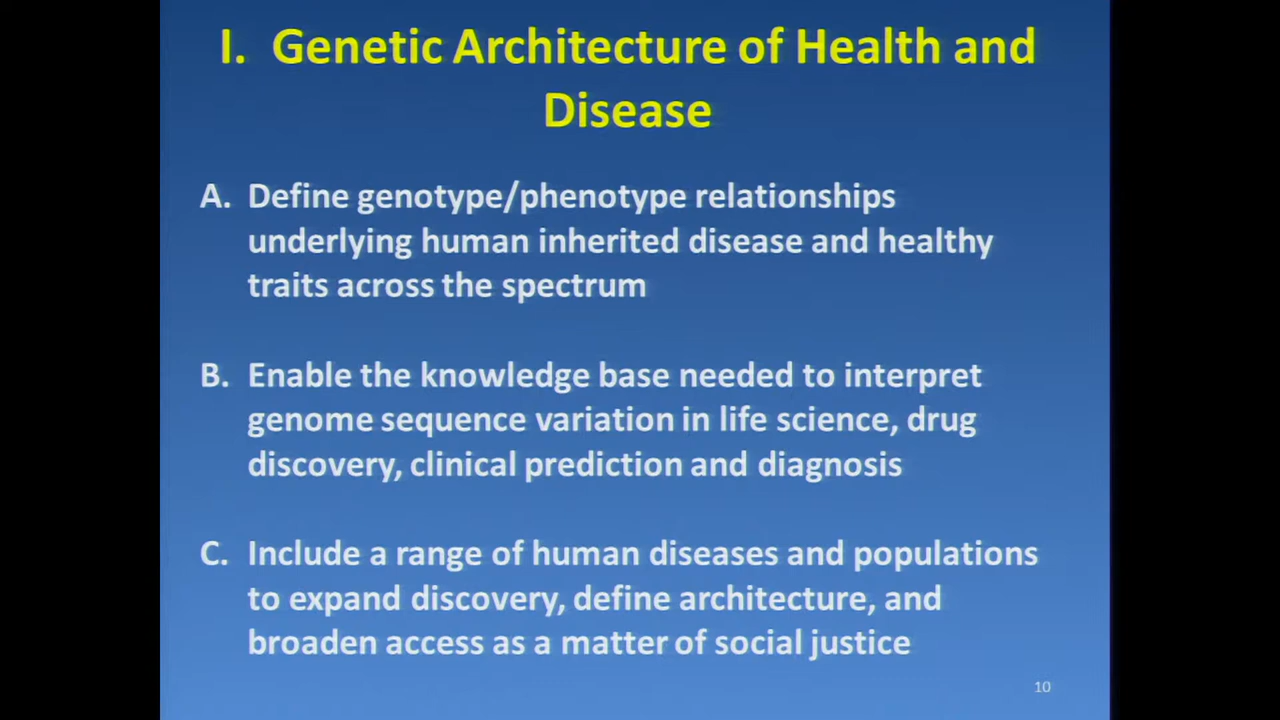 I. Genetic Architecture of Health and
Disease
A. Define genotype/phenotype relationships
underlying human inherited disease and healthy
traits across the spectrum
B. Enable the knowledge base needed to interpret
genome sequence variation in life science, drug
discovery, clinical prediction and diagnosis
C. Include a range of human diseases and populations
to expand discovery, define architecture, and
broaden access as a matter of social justice
10